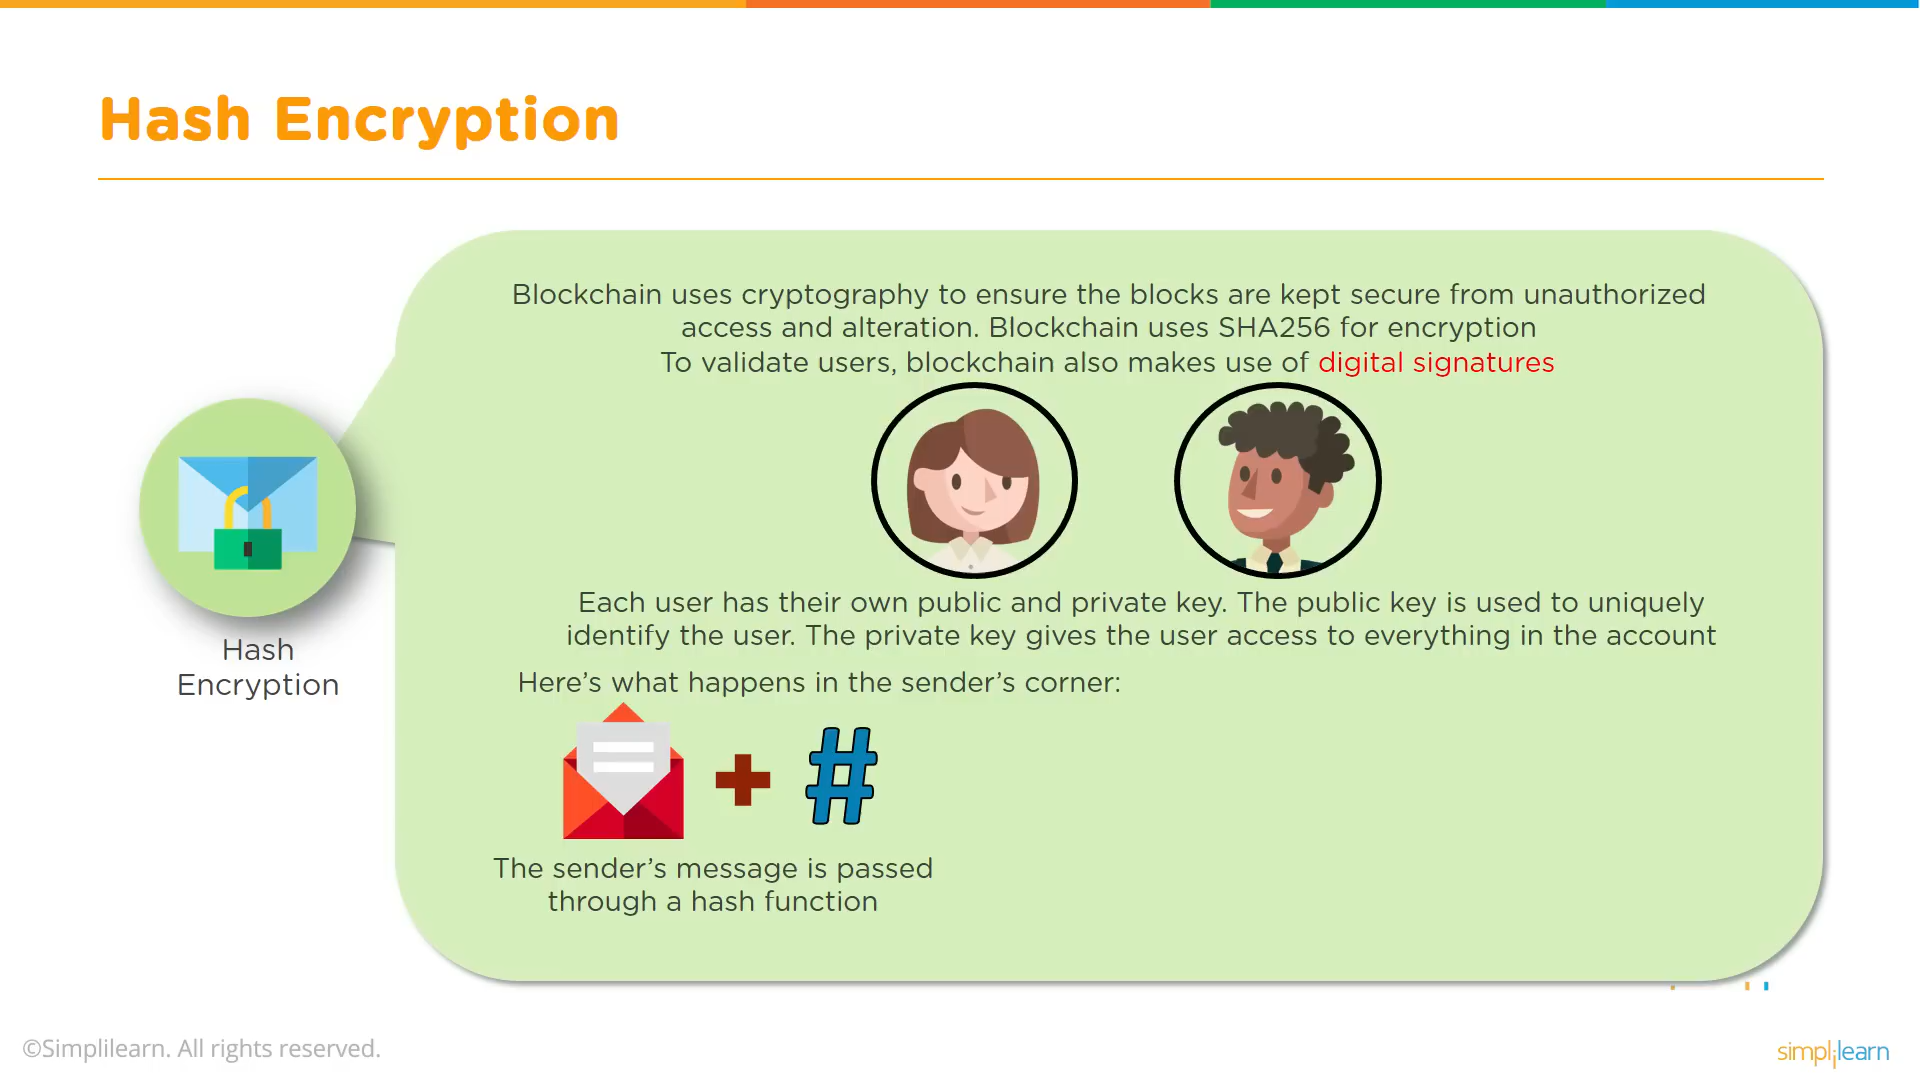 Hash Encryption
Blockchain uses cryptography to ensure the blocks are kept secure from unauthorized
access and alteration. Blockchain uses SHA256 for encryption
To validate users, blockchain also makes use of digital signatures
Each user has their own public and private key. The public key is used to uniquely
identify the user. The private key gives the user access to everything in the account
Hash
Encryption
Here’s what happens in the sender’s corner:
#
The sender’s message is passed
through a hash function
©Simplilearn. All rights reserved.
simplilearn